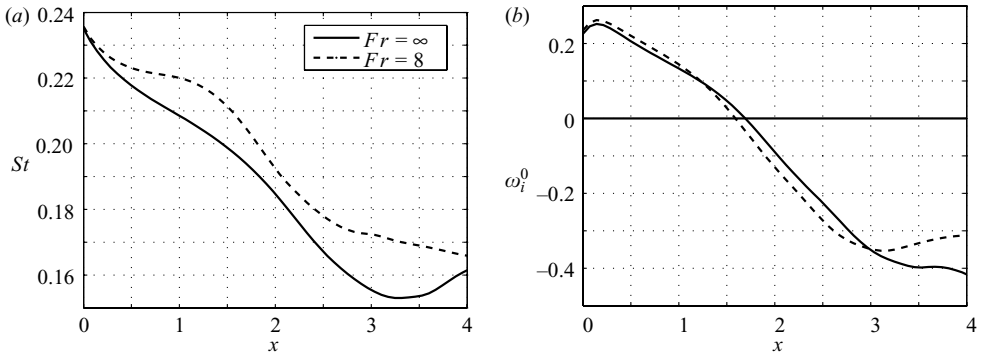 (a)
0.24
0.22
0.20
0.18
0.16
St
Fr = ∞
Fr = 8
0 1 2 3 4
x
(b)
0.2
0
−0.2
−0.4
ω_i^0
0 1 2 3 4
x